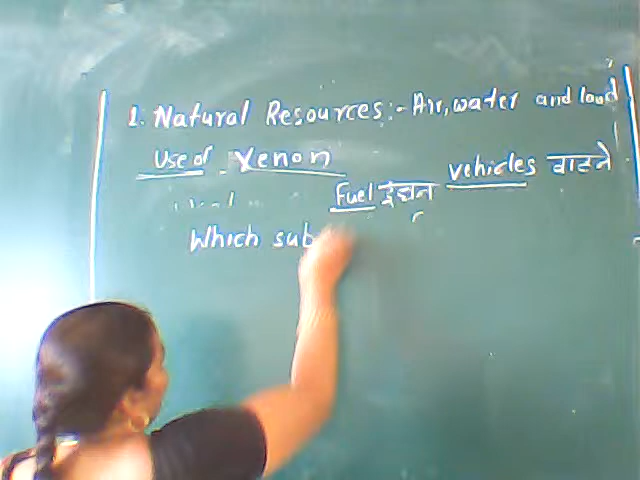 1. Natural Resources:- Air, water and land
Use of Xenon
Fuel इंधन vehicles वाहने
Which sub